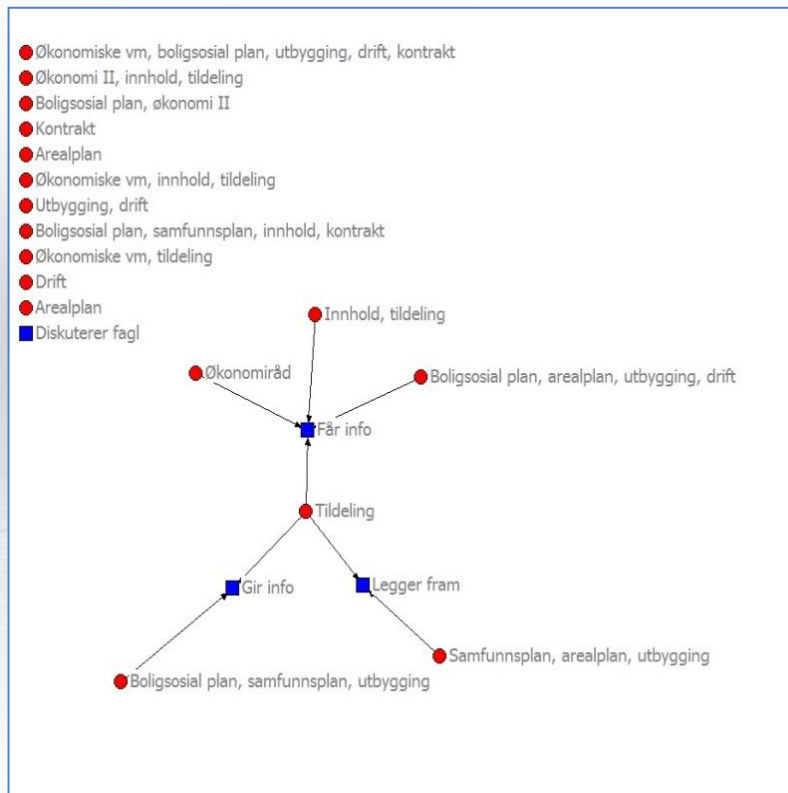 Økonomiske vm, boligsosial plan, utbygging, drift, kontrakt
Økonomi II, innhold, tildeling
Boligsosial plan, økonomi II
Kontrakt
Arealplan
Økonomiske vm, innhold, tildeling
Utbygging, drift
Boligsosial plan, samfunnsplan, innhold, kontrakt
Økonomiske vm, tildeling
Drift
Arealplan
Diskuterer fagl
Innhold, tildeling
Økonomiråd
Boligsosial plan, arealplan, utbygging, drift
Får info
Tildeling
Gir info
Legger fram
Samfunnsplan, arealplan, utbygging
Boligsosial plan, samfunnsplan, utbygging